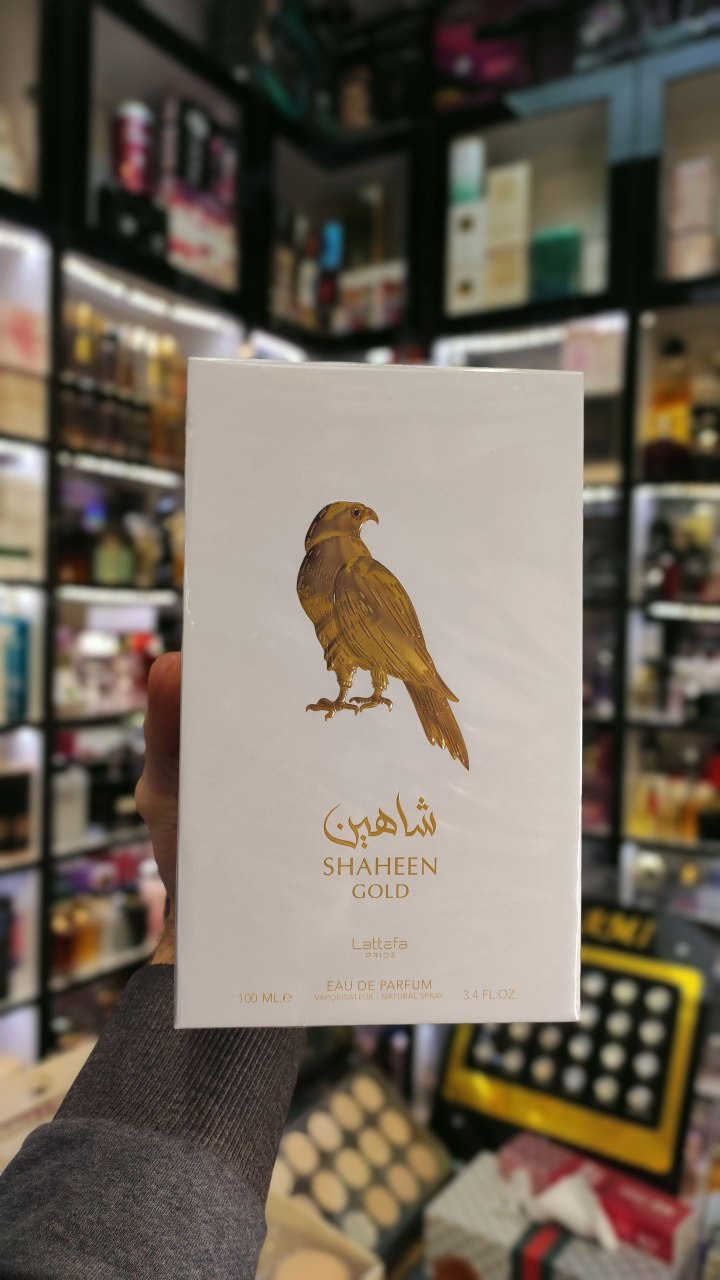 شاهين
SHAHEEN
GOLD
Lattafa
PRIDE
EAU DE PARFUM
100 ML.e VAPORISATEUR - NATURAL SPRAY 3.4 FL.OZ.